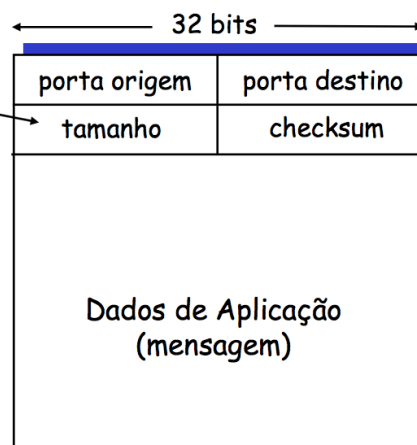 32 bits
porta origem porta destino
tamanho checksum
Dados de Aplicação
(mensagem)